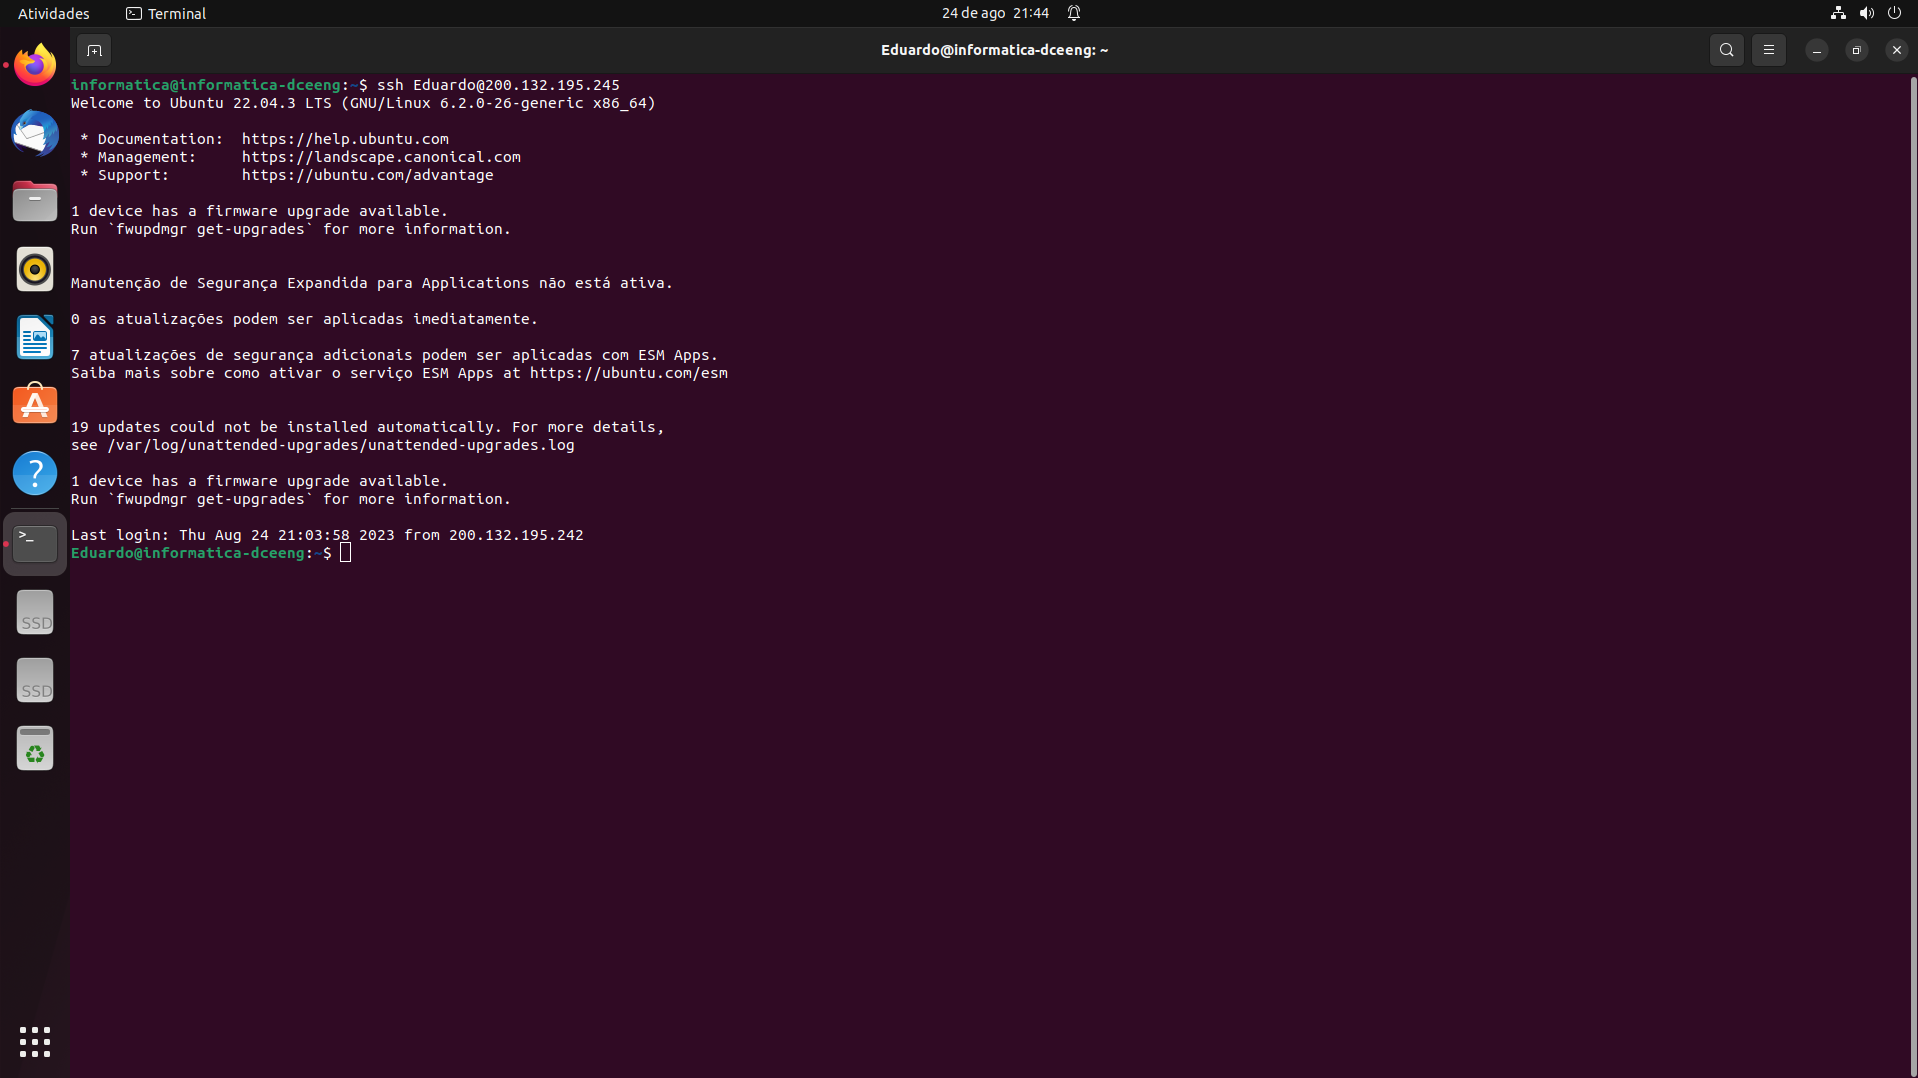 Atividades Terminal 24 de ago 21:44
Eduardo@informatica-dceeng: ~
informatica@informatica-dceeng:~$ ssh Eduardo@200.132.195.245
Welcome to Ubuntu 22.04.3 LTS (GNU/Linux 6.2.0-26-generic x86_64)
* Documentation: https://help.ubuntu.com
* Management: https://landscape.canonical.com
* Support: https://ubuntu.com/advantage
1 device has a firmware upgrade available.
Run `fwupdmgr get-upgrades` for more information.
Manutenção de Segurança Expandida para Applications não está ativa.
0 as atualizações podem ser aplicadas imediatamente.
7 atualizações de segurança adicionais podem ser aplicadas com ESM Apps.
Saiba mais sobre como ativar o serviço ESM Apps at https://ubuntu.com/esm
19 updates could not be installed automatically. For more details,
see /var/log/unattended-upgrades/unattended-upgrades.log
1 device has a firmware upgrade available.
Run `fwupdmgr get-upgrades` for more information.
Last login: Thu Aug 24 21:03:58 2023 from 200.132.195.242
Eduardo@informatica-dceeng:~$
SSD
SSD